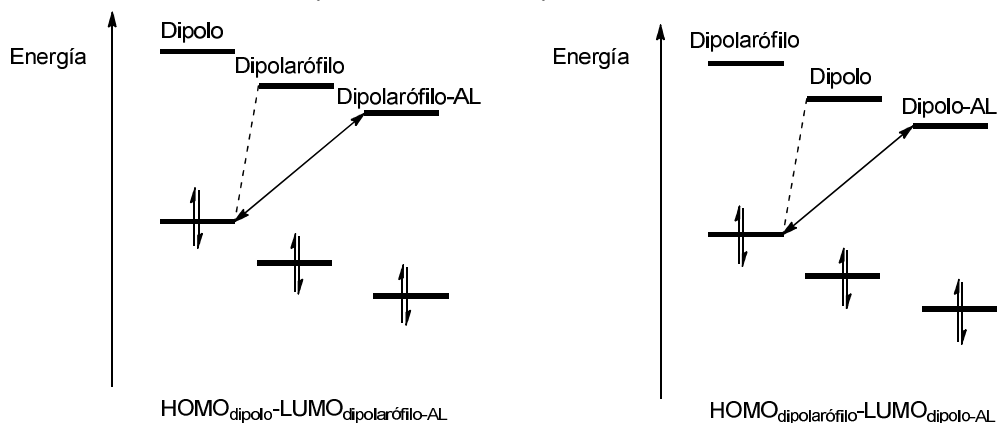 Energía
Dipolo
Dipolarófilo
Dipolarófilo-AL
HOMOdipolo-LUMOdipolarófilo-AL
Energía
Dipolarófilo
Dipolo
Dipolo-AL
HOMOdipolarófilo-LUMOdipolo-AL